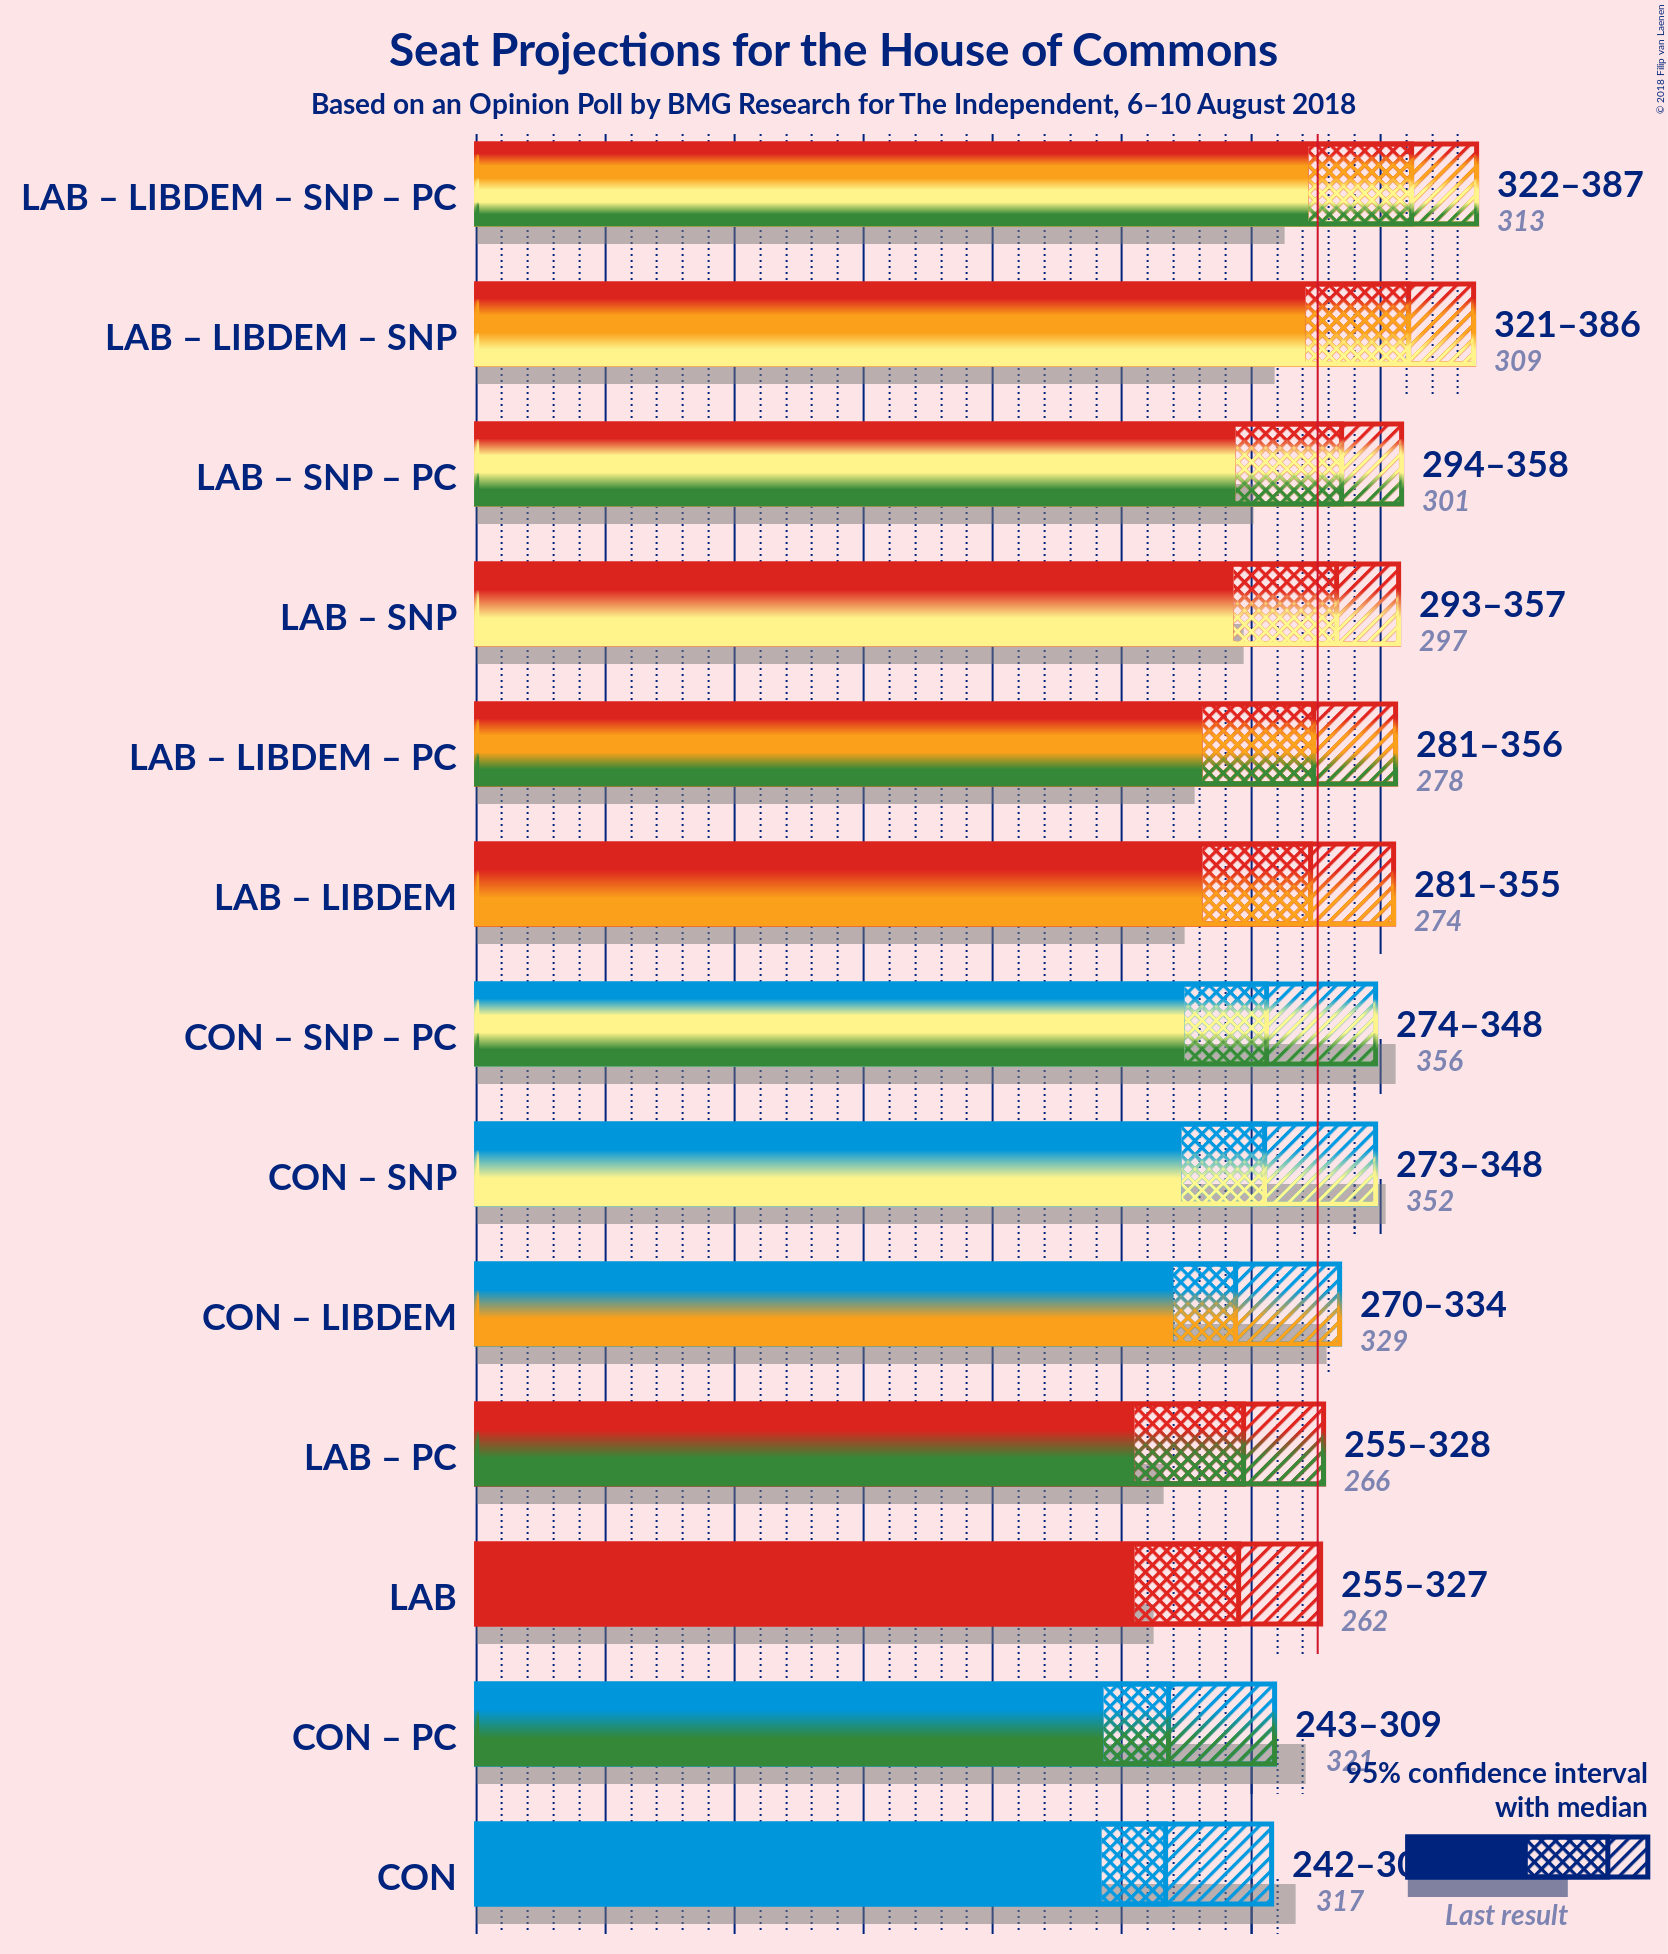 Seat Projections for the House of Commons
Based on an Opinion Poll by BMG Research for The Independent, 6–10 August 2018
© 2018 Filip van Laenen
LAB – LIBDEM – SNP – PC
322–387
313
LAB – LIBDEM – SNP
321–386
309
LAB – SNP – PC
294–358
301
LAB – SNP
293–357
297
LAB – LIBDEM – PC
281–356
278
LAB – LIBDEM
281–355
274
CON – SNP – PC
274–348
356
CON – SNP
273–348
352
CON – LIBDEM
270–334
329
LAB – PC
255–328
266
LAB
255–327
262
CON – PC
243–309
321
95% confidence interval
with median
CON
242–30
317
Last result